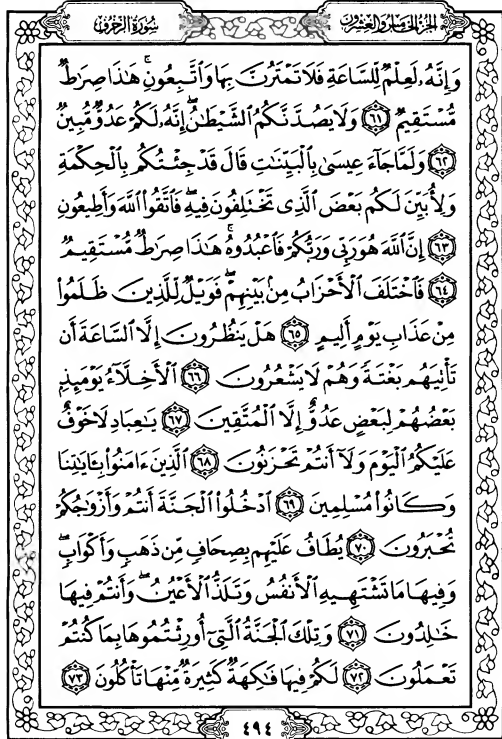 الجزء الخامس والعشرون
سورة الزخرف
وَإِنَّهُۥ لَعِلْمٌ لِّلسَّاعَةِ فَلَا تَمْتَرُنَّ بِهَا وَٱتَّبِعُونِ ۚ هَـٰذَا صِرَٰطٌ
مُّسْتَقِيمٌ ٦١ وَلَا يَصُدَّنَّكُمُ ٱلشَّيْطَـٰنُ ۖ إِنَّهُۥ لَكُمْ عَدُوٌّ مُّبِينٌ
٦٢ وَلَمَّا جَآءَ عِيسَىٰ بِٱلْبَيِّنَـٰتِ قَالَ قَدْ جِئْتُكُم بِٱلْحِكْمَةِ
وَلِأُبَيِّنَ لَكُم بَعْضَ ٱلَّذِى تَخْتَلِفُونَ فِيهِ ۖ فَٱتَّقُوا۟ ٱللَّهَ وَأَطِيعُونِ
٦٣ إِنَّ ٱللَّهَ هُوَ رَبِّى وَرَبُّكُمْ فَٱعْبُدُوهُ ۚ هَـٰذَا صِرَٰطٌ مُّسْتَقِيمٌ
٦٤ فَٱخْتَلَفَ ٱلْأَحْزَابُ مِنۢ بَيْنِهِمْ ۖ فَوَيْلٌ لِّلَّذِينَ ظَلَمُوا۟
مِنْ عَذَابِ يَوْمٍ أَلِيمٍ ٦٥ هَلْ يَنظُرُونَ إِلَّا ٱلسَّاعَةَ أَن
تَأْتِيَهُم بَغْتَةً وَهُمْ لَا يَشْعُرُونَ ٦٦ ٱلْأَخِلَّآءُ يَوْمَئِذٍۭ
بَعْضُهُمْ لِبَعْضٍ عَدُوٌّ إِلَّا ٱلْمُتَّقِينَ ٦٧ يَـٰعِبَادِ لَا خَوْفٌ
عَلَيْكُمُ ٱلْيَوْمَ وَلَآ أَنتُمْ تَحْزَنُونَ ٦٨ ٱلَّذِينَ ءَامَنُوا۟ بِـَٔايَـٰتِنَا
وَكَانُوا۟ مُسْلِمِينَ ٦٩ ٱدْخُلُوا۟ ٱلْجَنَّةَ أَنتُمْ وَأَزْوَٰجُكُمْ
تُحْبَرُونَ ٧٠ يُطَافُ عَلَيْهِم بِصِحَافٍ مِّن ذَهَبٍ وَأَكْوَابٍ ۖ
وَفِيهَا مَا تَشْتَهِيهِ ٱلْأَنفُسُ وَتَلَذُّ ٱلْأَعْيُنُ ۖ وَأَنتُمْ فِيهَا
خَـٰلِدُونَ ٧١ وَتِلْكَ ٱلْجَنَّةُ ٱلَّتِىٓ أُورِثْتُمُوهَا بِمَا كُنتُمْ
تَعْمَلُونَ ٧٢ لَكُمْ فِيهَا فَـٰكِهَةٌ كَثِيرَةٌ مِّنْهَا تَأْكُلُونَ ٧٣
٤٩٤